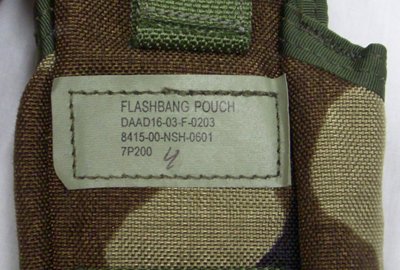 FLASHBANG POUCH
DAAD16-03-F-0203
8415-00-NSH-0601
7P200 4